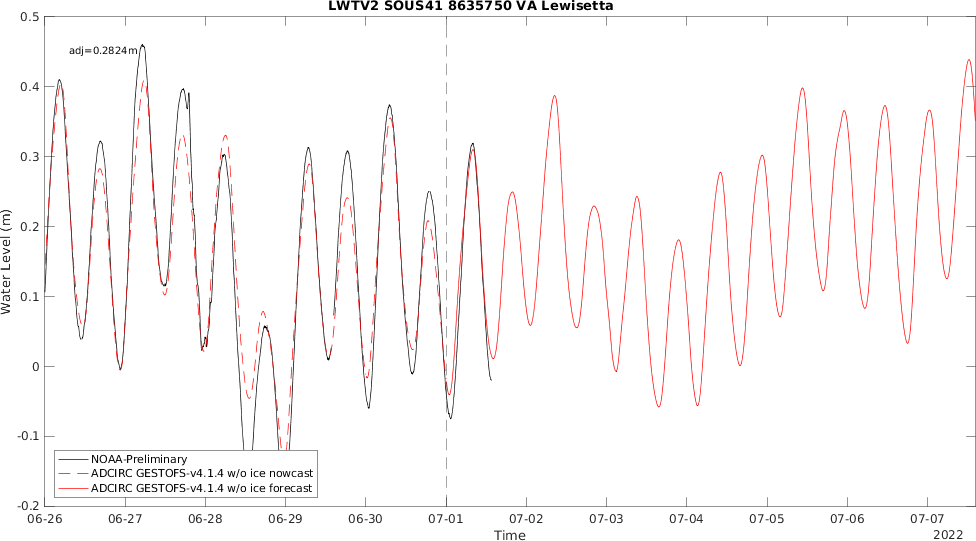 LWTV2 SOUS41 8635750 VA Lewisetta
adj=0.2824m
Water Level (m)
0.5
0.4
0.3
0.2
0.1
0
-0.1
-0.2
NOAA-Preliminary
ADCIRC GESTOFS-v4.1.4 w/o ice nowcast
ADCIRC GESTOFS-v4.1.4 w/o ice forecast
06-26 06-27 06-28 06-29 06-30 07-01 07-02 07-03 07-04 07-05 07-06 07-07
Time
2022